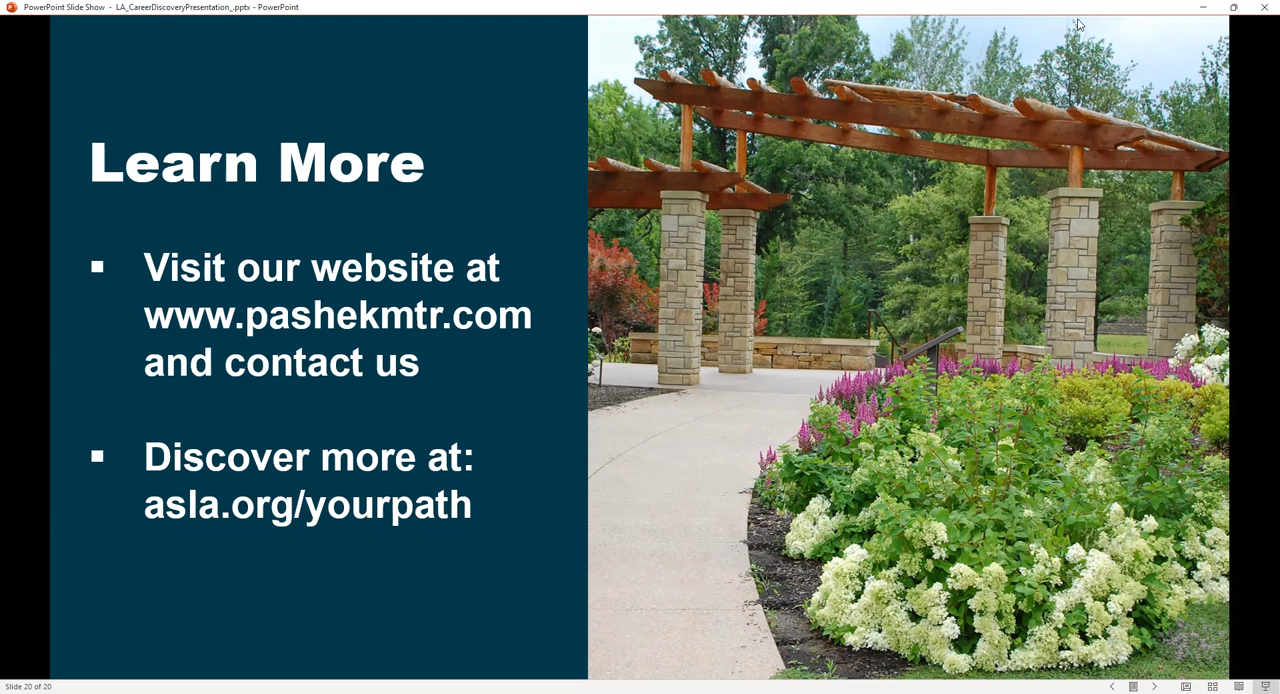 PowerPoint Slide Show - LA_CareerDiscoveryPresentation_.pptx - PowerPoint
Learn More
▪ Visit our website at
www.pashekmtr.com
and contact us
▪ Discover more at:
asla.org/yourpath
Slide 20 of 20